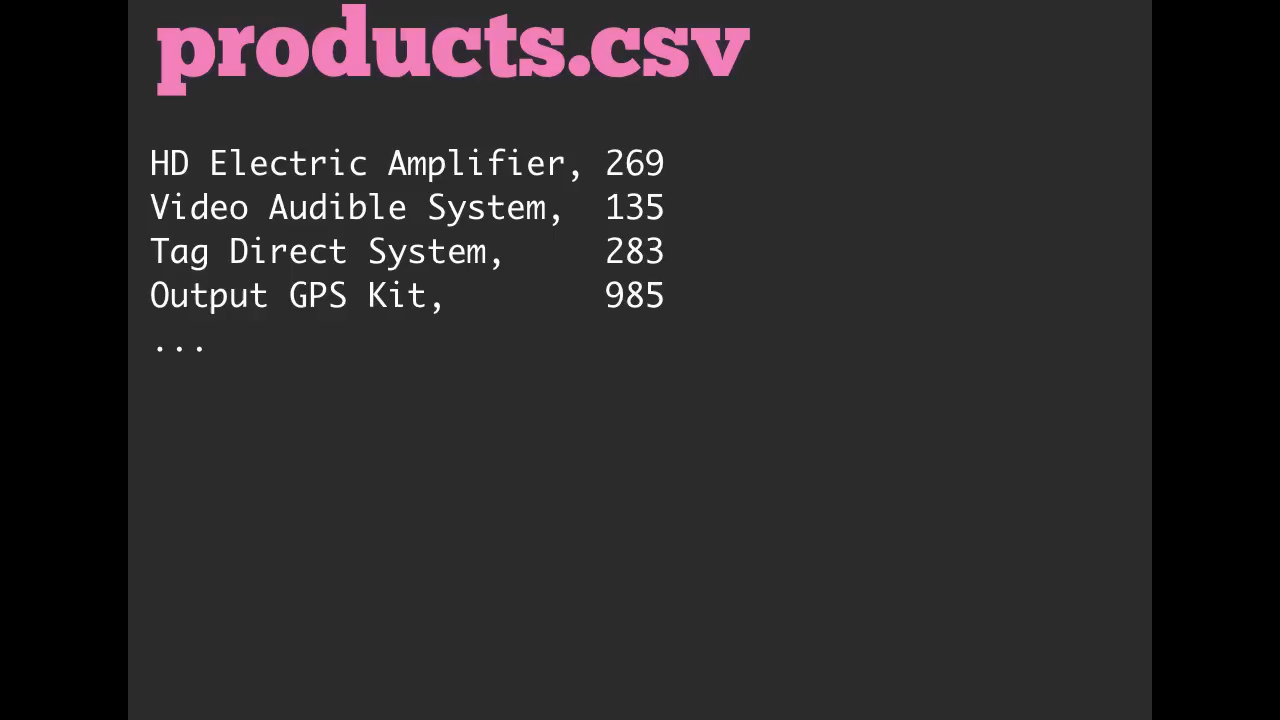 products.csv
HD Electric Amplifier, 269
Video Audible System,  135
Tag Direct System,     283
Output GPS Kit,        985
...